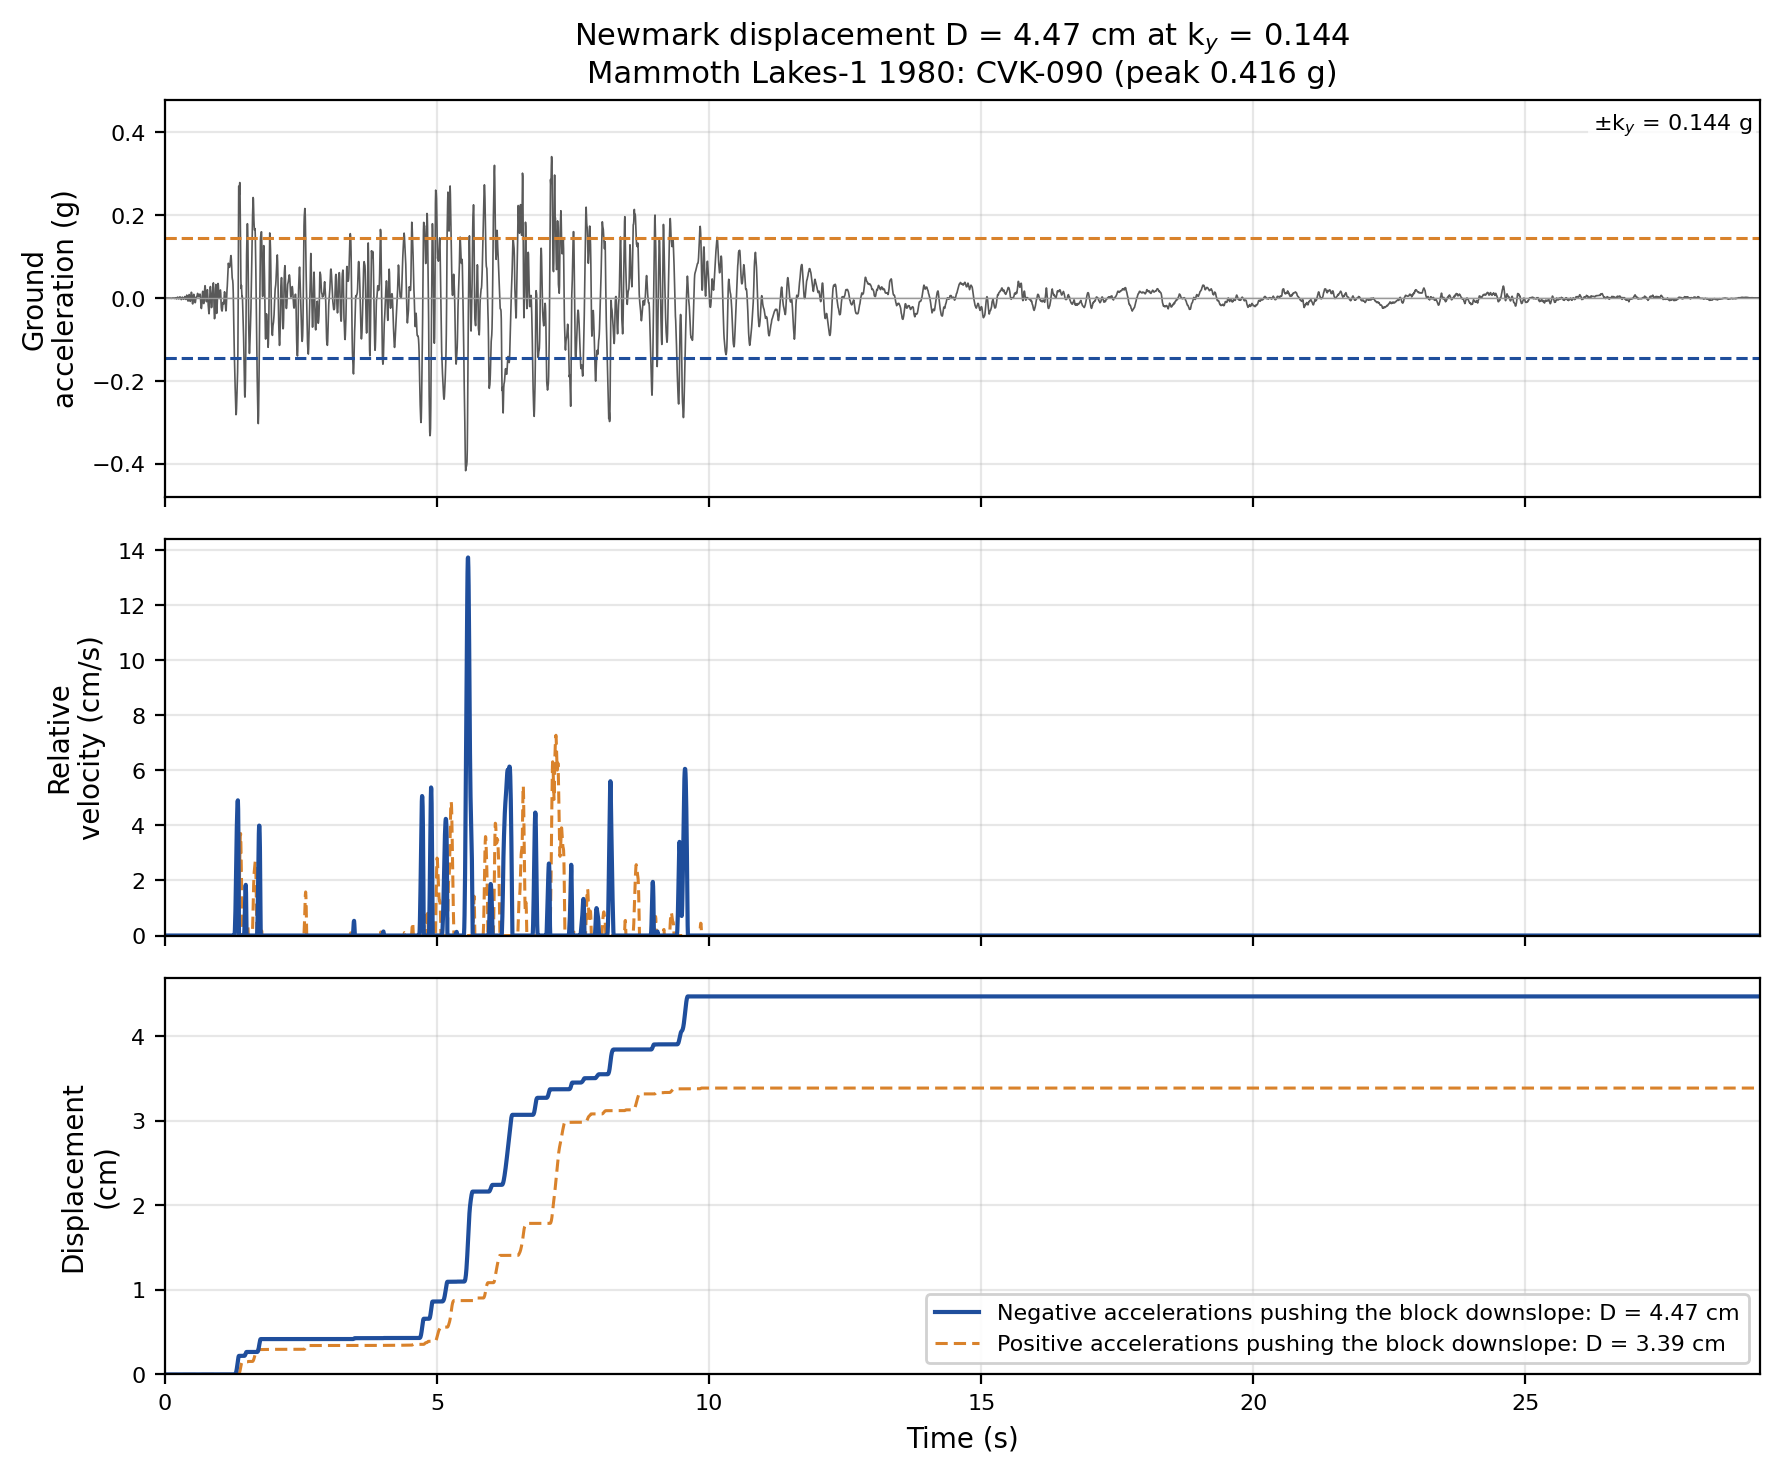 Newmark displacement D = 4.47 cm at k_y = 0.144
Mammoth Lakes-1 1980: CVK-090 (peak 0.416 g)
±k_y = 0.144 g
Ground
acceleration (g)
0.4
0.2
0.0
−0.2
−0.4
Relative
velocity (cm/s)
14
12
10
8
6
4
2
0
Displacement
(cm)
4
3
2
1
0
Negative accelerations pushing the block downslope: D = 4.47 cm
Positive accelerations pushing the block downslope: D = 3.39 cm
0 5 10 15 20 25
Time (s)